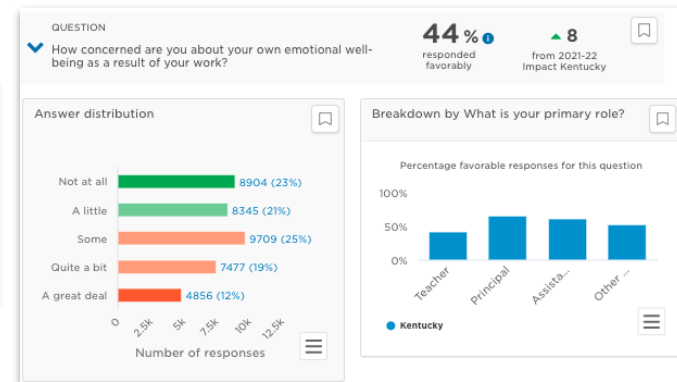 QUESTION
How concerned are you about your own emotional well-
being as a result of your work?
44 %
responded
favorably
8
from 2021-22
Impact Kentucky
Answer distribution
Not at all 8904 (23%)
A little 8345 (21%)
Some 9709 (25%)
Quite a bit 7477 (19%)
A great deal 4856 (12%)
0 2.5k 5k 7.5k 10k 12.5k
Number of responses
Breakdown by What is your primary role?
Percentage favorable responses for this question
100%
50%
0%
Teacher Principal Assista... Other ...
Kentucky